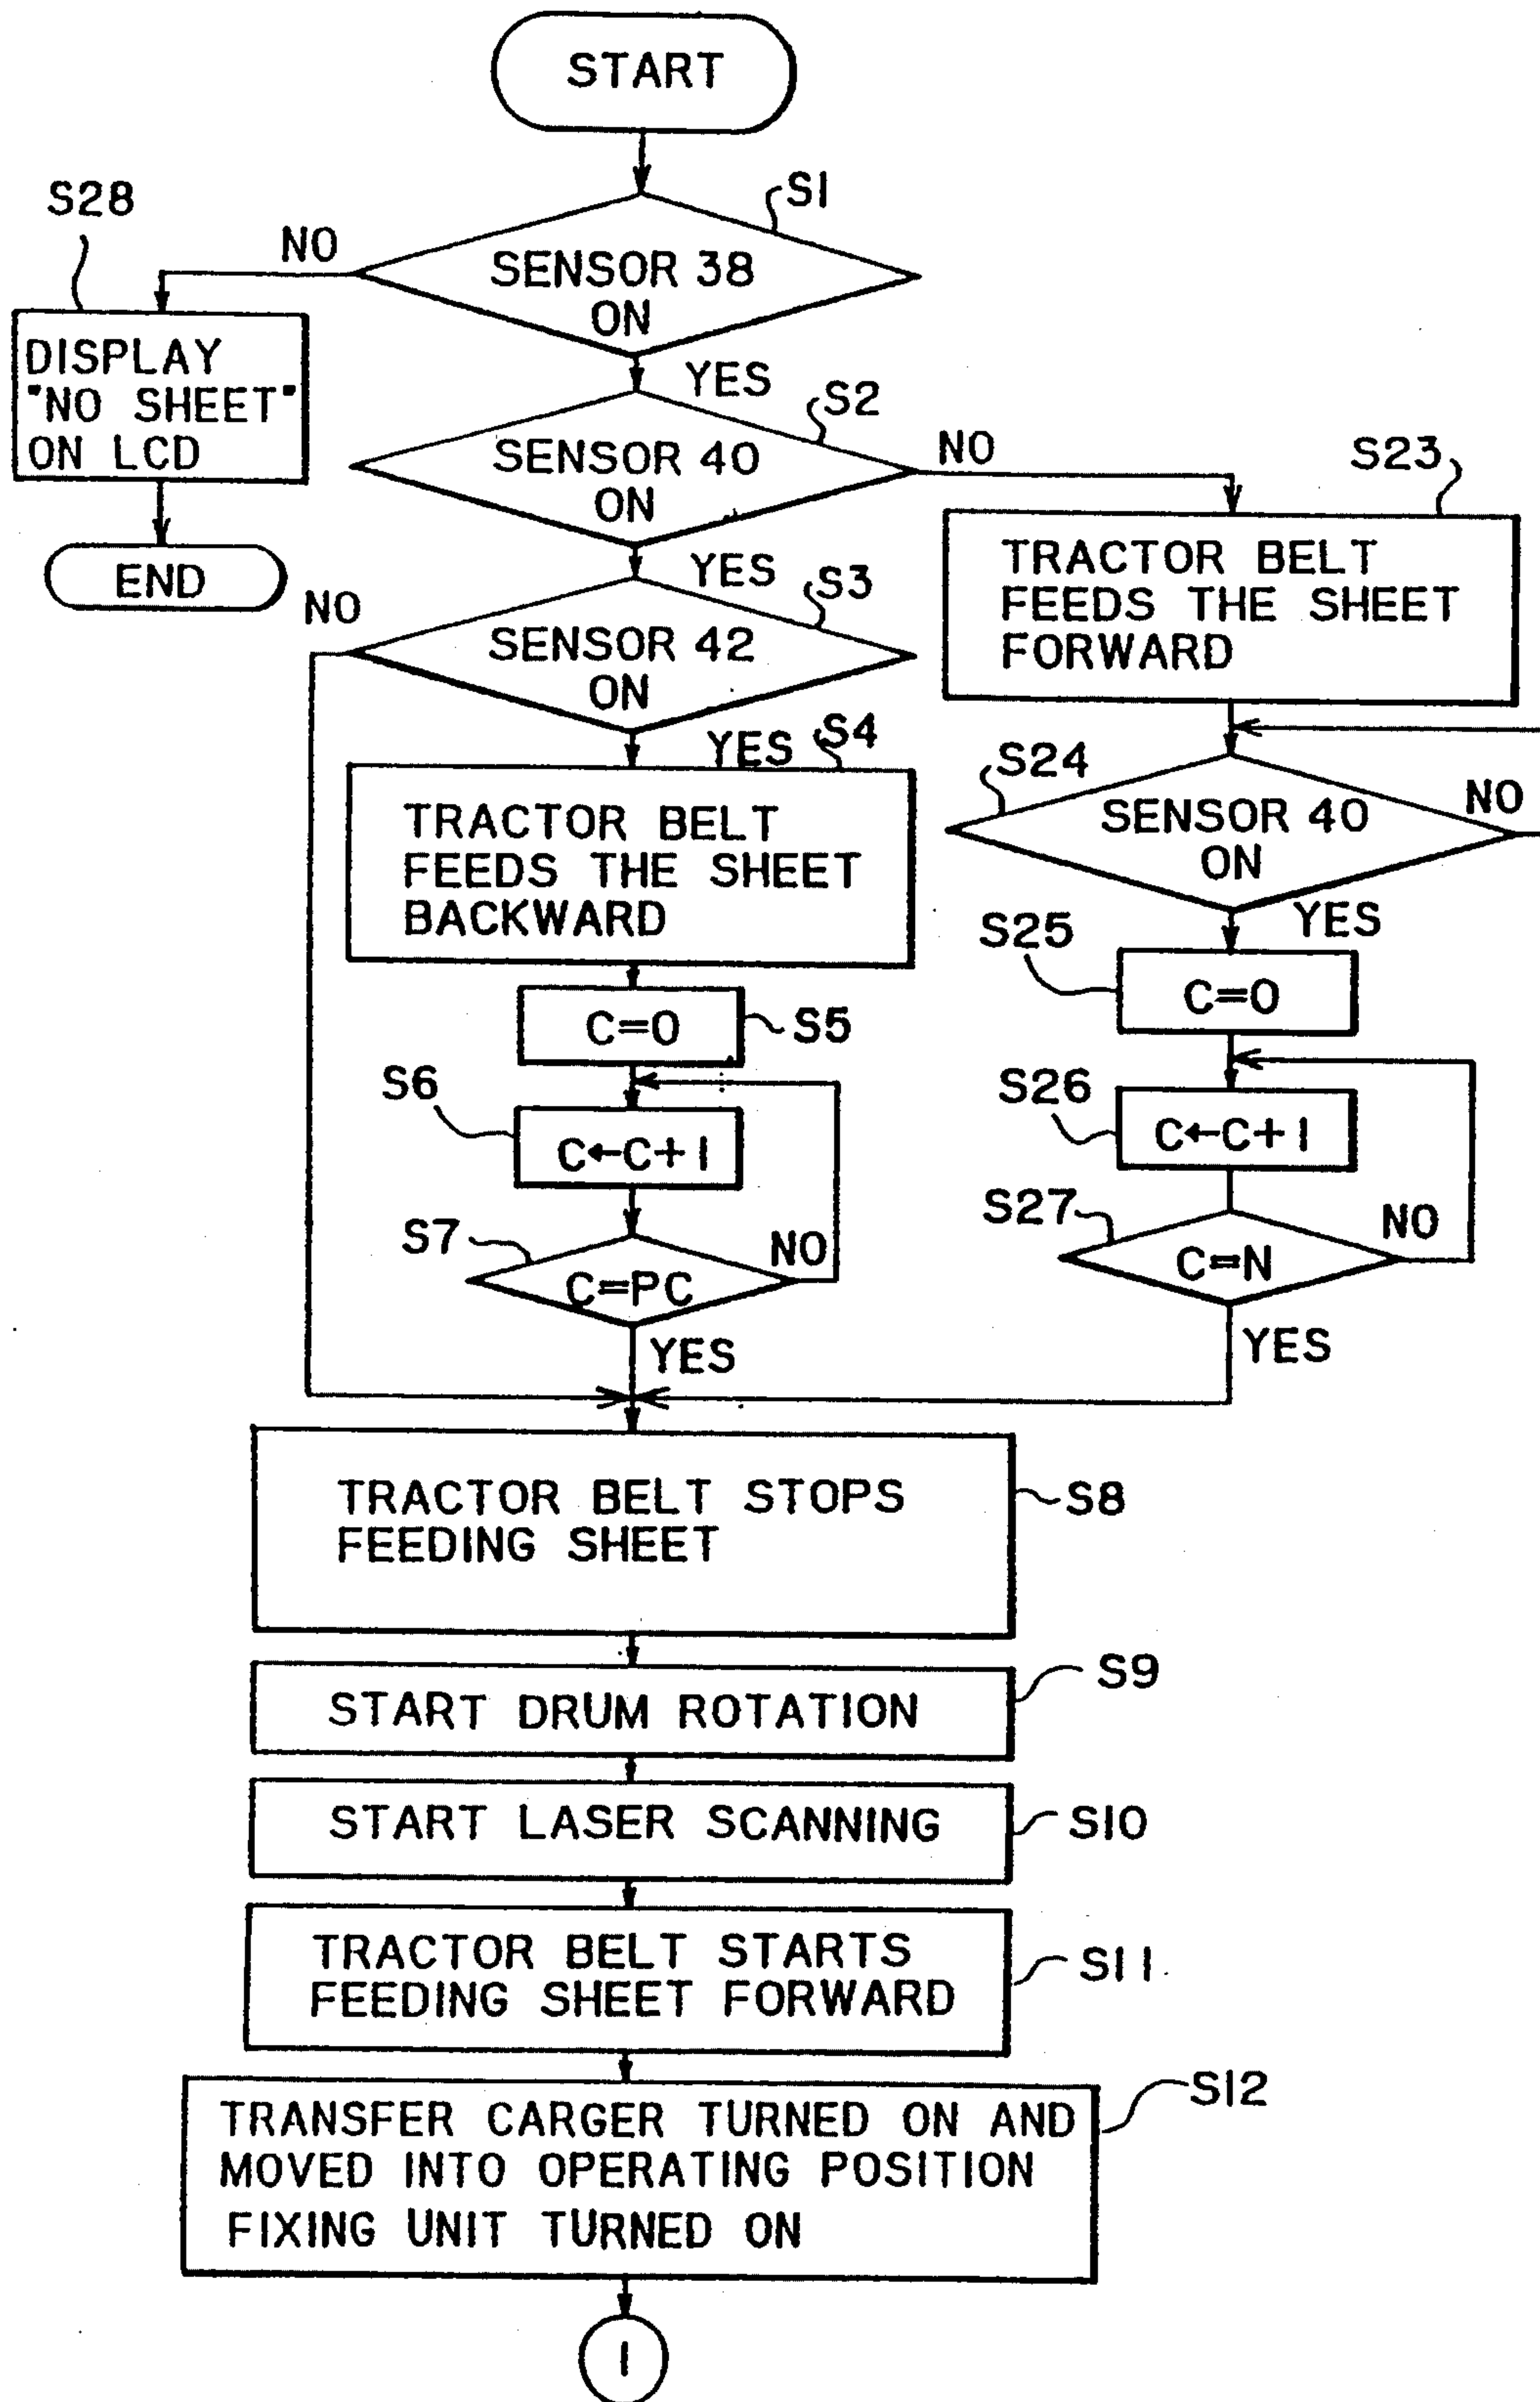 START
S1
S28
NO
SENSOR 38
ON
DISPLAY
"NO SHEET"
ON LCD
END
YES
S2
SENSOR 40
ON
NO
S23
TRACTOR BELT
FEEDS THE SHEET
FORWARD
YES
S3
NO
SENSOR 42
ON
YES
S4
TRACTOR BELT
FEEDS THE SHEET
BACKWARD
S24
SENSOR 40
ON
NO
YES
S25
C=0
C=0
S5
S6
C←C+1
S26
C←C+1
S7
C=PC
NO
YES
S27
C=N
NO
YES
TRACTOR BELT STOPS
FEEDING SHEET
S8
START DRUM ROTATION
S9
START LASER SCANNING
S10
TRACTOR BELT STARTS
FEEDING SHEET FORWARD
S11
TRANSFER CARGER TURNED ON AND
MOVED INTO OPERATING POSITION
FIXING UNIT TURNED ON
S12
1